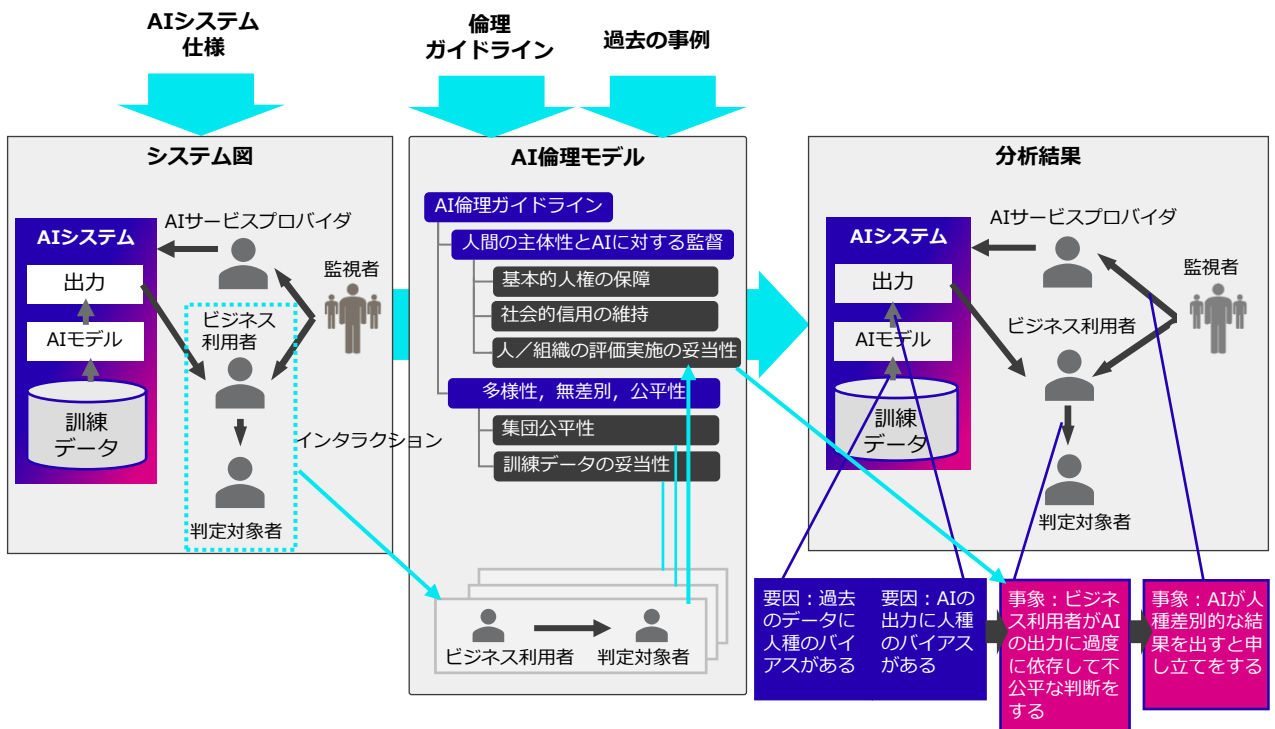 AIシステム
仕様
倫理
ガイドライン
過去の事例
システム図
AIサービスプロバイダ
AIシステム
出力
AIモデル
訓練
データ
監視者
ビジネス
利用者
インタラクション
判定対象者
AI倫理モデル
AI倫理ガイドライン
人間の主体性とAIに対する監督
基本的人権の保障
社会的信用の維持
人／組織の評価実施の妥当性
多様性，無差別，公平性
集団公平性
訓練データの妥当性
ビジネス利用者
判定対象者
分析結果
AIサービスプロバイダ
AIシステム
出力
AIモデル
訓練
データ
監視者
ビジネス利用者
判定対象者
要因：過去
のデータに
人種のバイ
アスがある
要因：AIの
出力に人種
のバイアス
がある
事象：ビジネ
ス利用者がAI
の出力に過度
に依存して不
公平な判断を
する
事象：AIが人
種差別的な結
果を出すと申
し立てをする